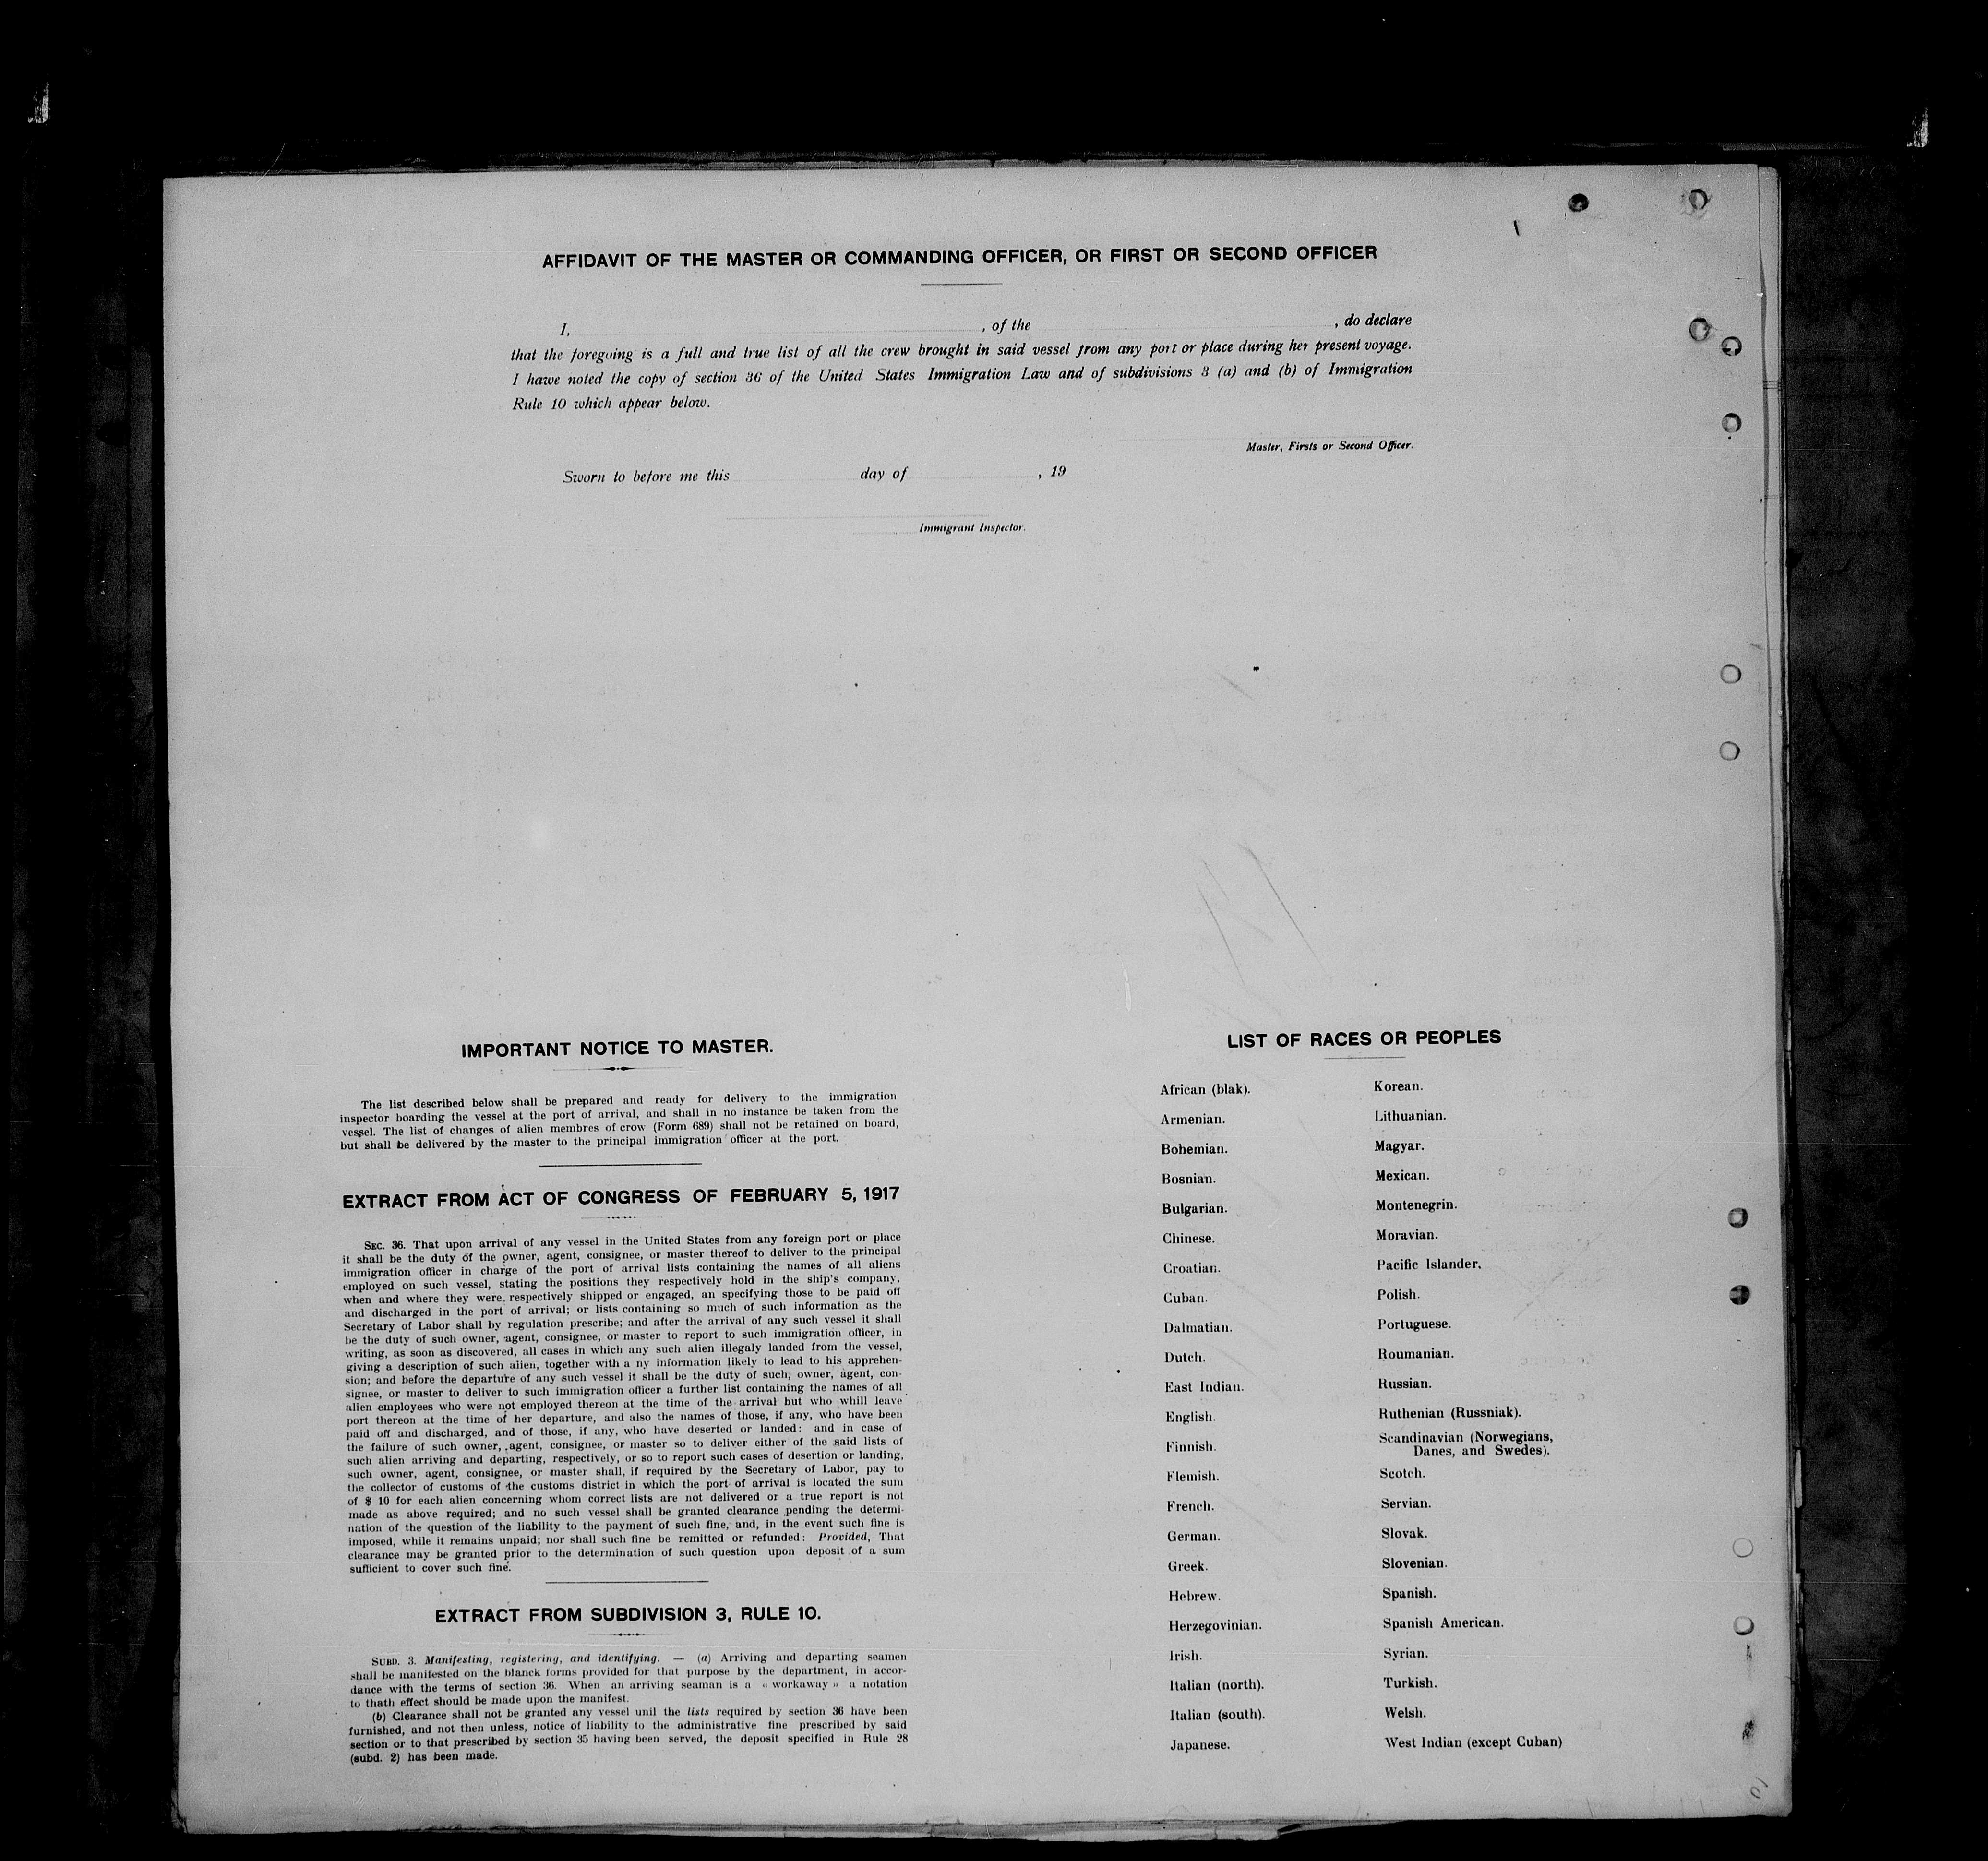 AFFIDAVIT OF THE MASTER OR COMMANDING OFFICER, OR FIRST OR SECOND OFFICER
I, , of the , do declare
that the foregoing is a full and true list of all the crew brought in said vessel from any port or place during her present voyage.
I hawe noted the copy of section 36 of the United States Immigration Law and of subdivisions 3 (a) and (b) of Immigration
Rule 10 which appear below.
Master, Firsts or Second Officer.
Sworn to before me this day of , 19
Immigrant Inspector.
IMPORTANT NOTICE TO MASTER.
The list described below shall be prepared and ready for delivery to the immigration
inspector boarding the vessel at the port of arrival, and shall in no instance be taken from the
vessel. The list of changes of alien membres of crow (Form 689) shall not be retained on board,
but shall be delivered by the master to the principal immigration officer at the port.
EXTRACT FROM ACT OF CONGRESS OF FEBRUARY 5, 1917
SEC. 36. That upon arrival of any vessel in the United States from any foreign port or place
it shall be the duty of the owner, agent, consignee, or master thereof to deliver to the principal
immigration officer in charge of the port of arrival lists containing the names of all aliens
employed on such vessel, stating the positions they respectively hold in the ship's company,
when and where they were respectively shipped or engaged, an specifying those to be paid off
and discharged in the port of arrival; or lists containing so much of such information as the
Secretary of Labor shall by regulation prescribe; and after the arrival of any such vessel it shall
be the duty of such owner, agent, consignee, or master to report to such immigration officer, in
writing, as soon as discovered, all cases in which any such alien illegaly landed from the vessel,
giving a description of such alien, together with a ny information likely to lead to his apprehen-
sion; and before the departure of any such vessel it shall be the duty of such; owner, agent, con-
signee, or master to deliver to such immigration officer a further list containing the names of all
alien employees who were not employed thereon at the time of the arrival but who whill leave
port thereon at the time of her departure, and also the names of those, if any, who have been
paid off and discharged, and of those, if any, who have deserted or landed: and in case of
the failure of such owner, agent, consignee, or master so to deliver either of the said lists of
such alien arriving and departing, respectively, or so to report such cases of desertion or landing,
such owner, agent, consignee, or master shall, if required by the Secretary of Labor, pay to
the collector of customs of the customs district in which the port of arrival is located the sum
of $ 10 for each alien concerning whom correct lists are not delivered or a true report is not
made as above required; and no such vessel shall be granted clearance pending the determi-
nation of the question of the liability to the payment of such fine, and, in the event such fine is
imposed, while it remains unpaid; nor shall such fine be remitted or refunded: Provided, That
clearance may be granted prior to the determination of such question upon deposit of a sum
sufficient to cover such fine.
EXTRACT FROM SUBDIVISION 3, RULE 10.
SUBD. 3. Manifesting, registering, and identifying. — (a) Arriving and departing seamen
shall be manifested on the blanck forms provided for that purpose by the department, in accor-
dance with the terms of section 36. When an arriving seaman is a « workaway » a notation
to thath effect should be made upon the manifest.
(b) Clearance shall not be granted any vessel unil the lists required by section 36 have been
furnished, and not then unless, notice of liability to the administrative fine prescribed by said
section or to that prescribed by section 35 having been served, the deposit specified in Rule 28
(subd. 2) has been made.
LIST OF RACES OR PEOPLES
African (blak).
Armenian.
Bohemian.
Bosnian.
Bulgarian.
Chinese.
Croatian.
Cuban.
Dalmatian.
Dutch.
East Indian.
English.
Finnish.
Flemish.
French.
German.
Greek.
Hebrew.
Herzegovinian.
Irish.
Italian (north).
Italian (south).
Japanese.
Korean.
Lithuanian.
Magyar.
Mexican.
Montenegrin.
Moravian.
Pacific Islander.
Polish.
Portuguese.
Roumanian.
Russian.
Ruthenian (Russniak).
Scandinavian (Norwegians,
Danes, and Swedes).
Scotch.
Servian.
Slovak.
Slovenian.
Spanish.
Spanish American.
Syrian.
Turkish.
Welsh.
West Indian (except Cuban)